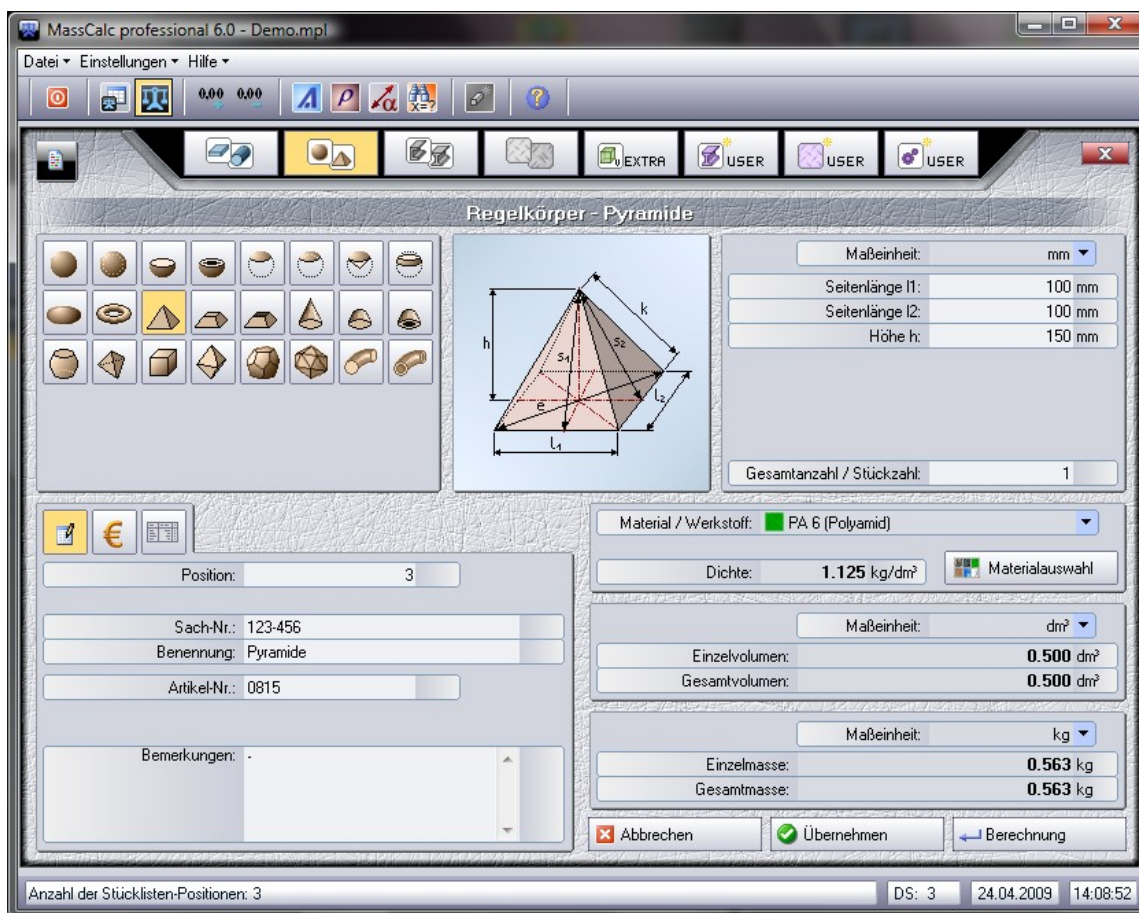 MassCalc professional 6.0 - Demo.mpl
Datei Einstellungen Hilfe
0,00 0,00 A ρ α x=?
EXTRA USER USER USER
Regelkörper - Pyramide
h k s₁ s₂ e l₁ l₂
Maßeinheit: mm
Seitenlänge l1: 100 mm
Seitenlänge l2: 100 mm
Höhe h: 150 mm
Gesamtanzahl / Stückzahl: 1
Position: 3
Sach-Nr.: 123-456
Benennung: Pyramide
Artikel-Nr.: 0815
Bemerkungen: -
Material / Werkstoff: PA 6 (Polyamid)
Dichte: 1.125 kg/dm³ Materialauswahl
Maßeinheit: dm³
Einzelvolumen: 0.500 dm³
Gesamtvolumen: 0.500 dm³
Maßeinheit: kg
Einzelmasse: 0.563 kg
Gesamtmasse: 0.563 kg
Abbrechen Übernehmen Berechnung
Anzahl der Stücklisten-Positionen: 3 DS: 3 24.04.2009 14:08:52